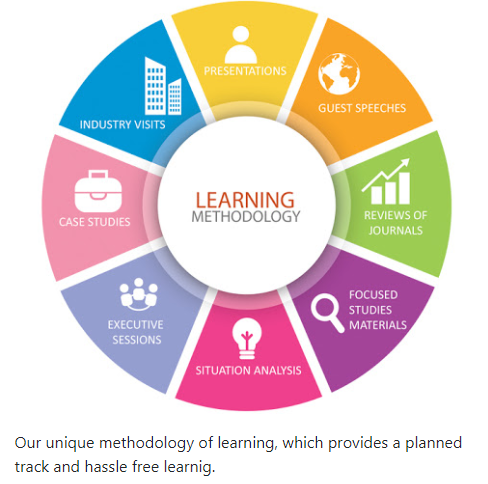 PRESENTATIONS
GUEST SPEECHES
REVIEWS OF
JOURNALS
FOCUSED
STUDIES
MATERIALS
SITUATION ANALYSIS
EXECUTIVE
SESSIONS
CASE STUDIES
INDUSTRY VISITS
LEARNING
METHODOLOGY
Our unique methodology of learning, which provides a planned
track and hassle free learnig.